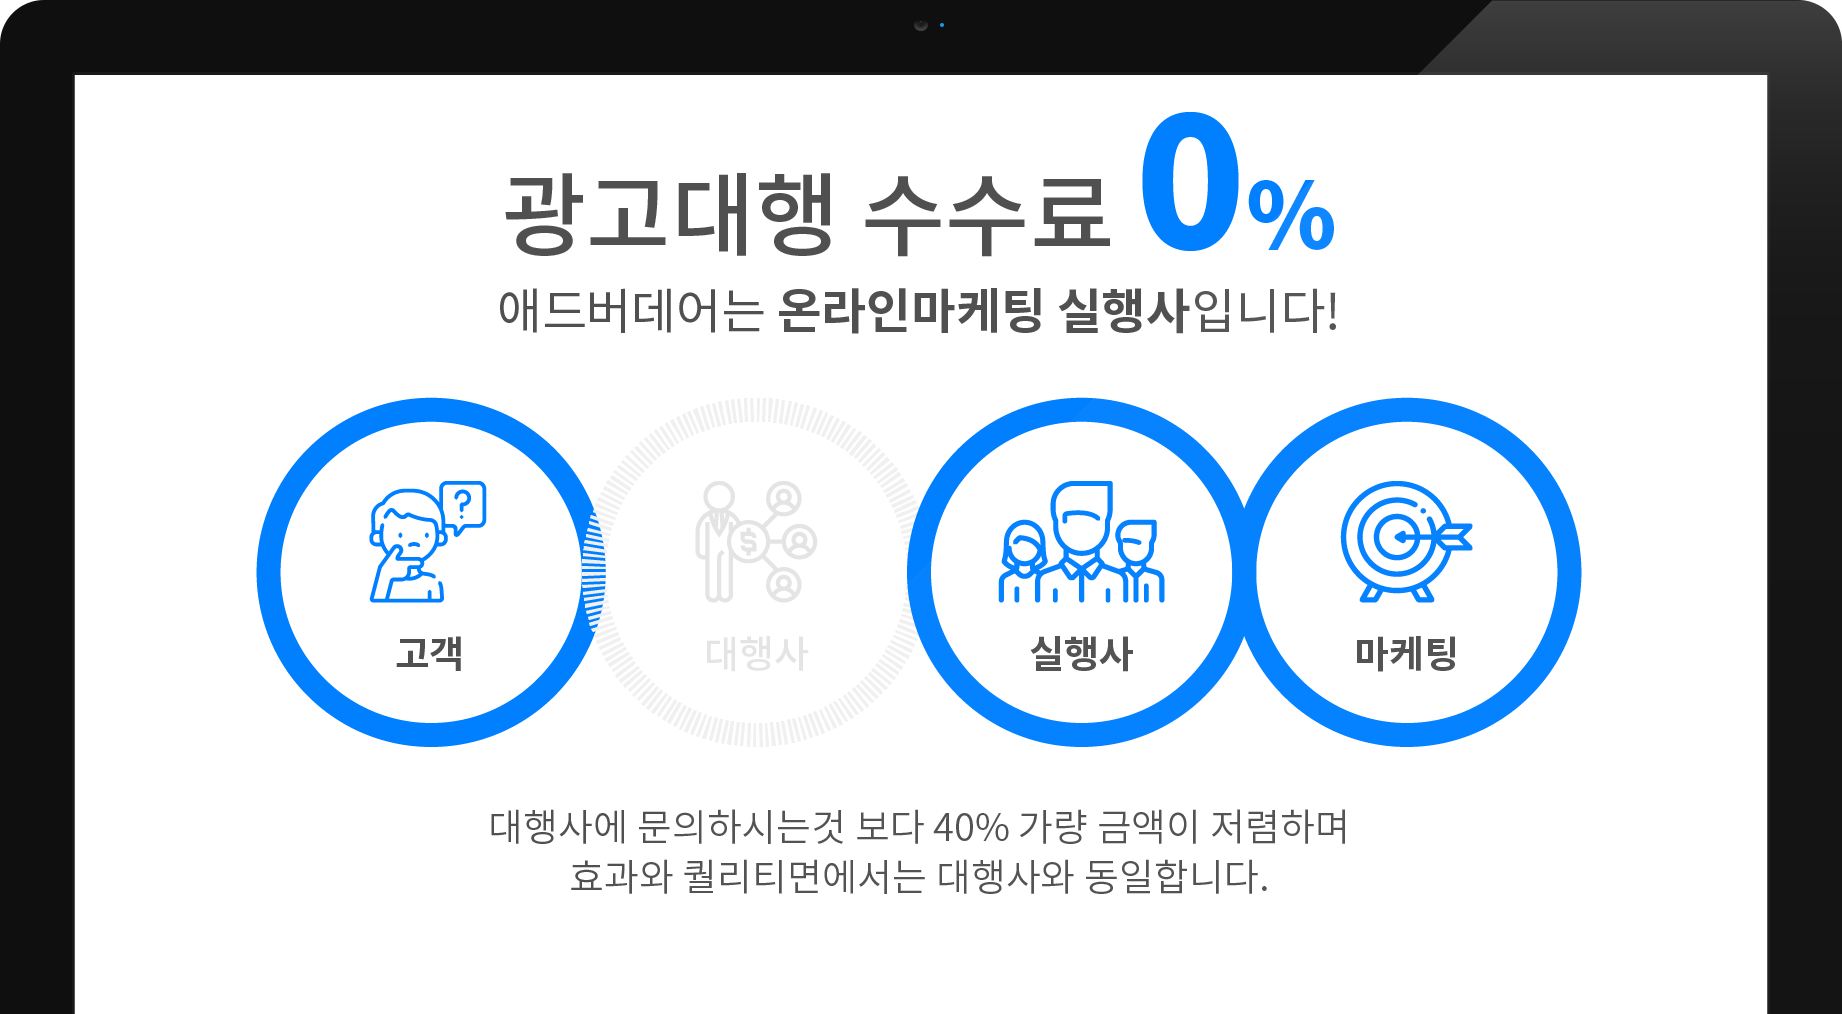 광고대행 수수료 0%
애드버데어는 온라인마케팅 실행사입니다!
?
$
고객
대행사
실행사
마케팅
대행사에 문의하시는것 보다 40% 가량 금액이 저렴하며
효과와 퀄리티면에서는 대행사와 동일합니다.